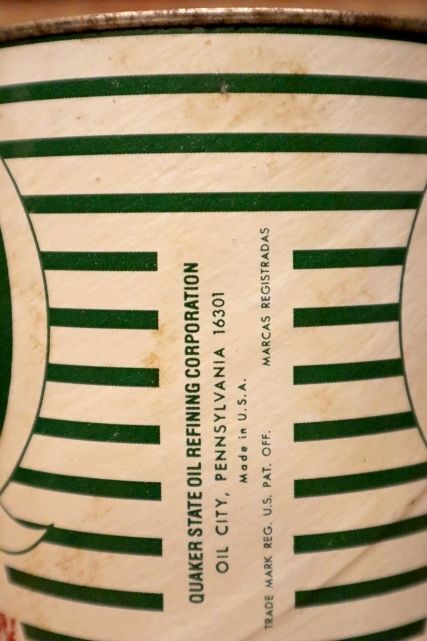 QUAKER STATE OIL REFINING CORPORATION
OIL CITY, PENNSYLVANIA 16301
Made in U.S.A.
TRADE MARK REG. U.S. PAT. OFF. MARCAS REGISTRADAS